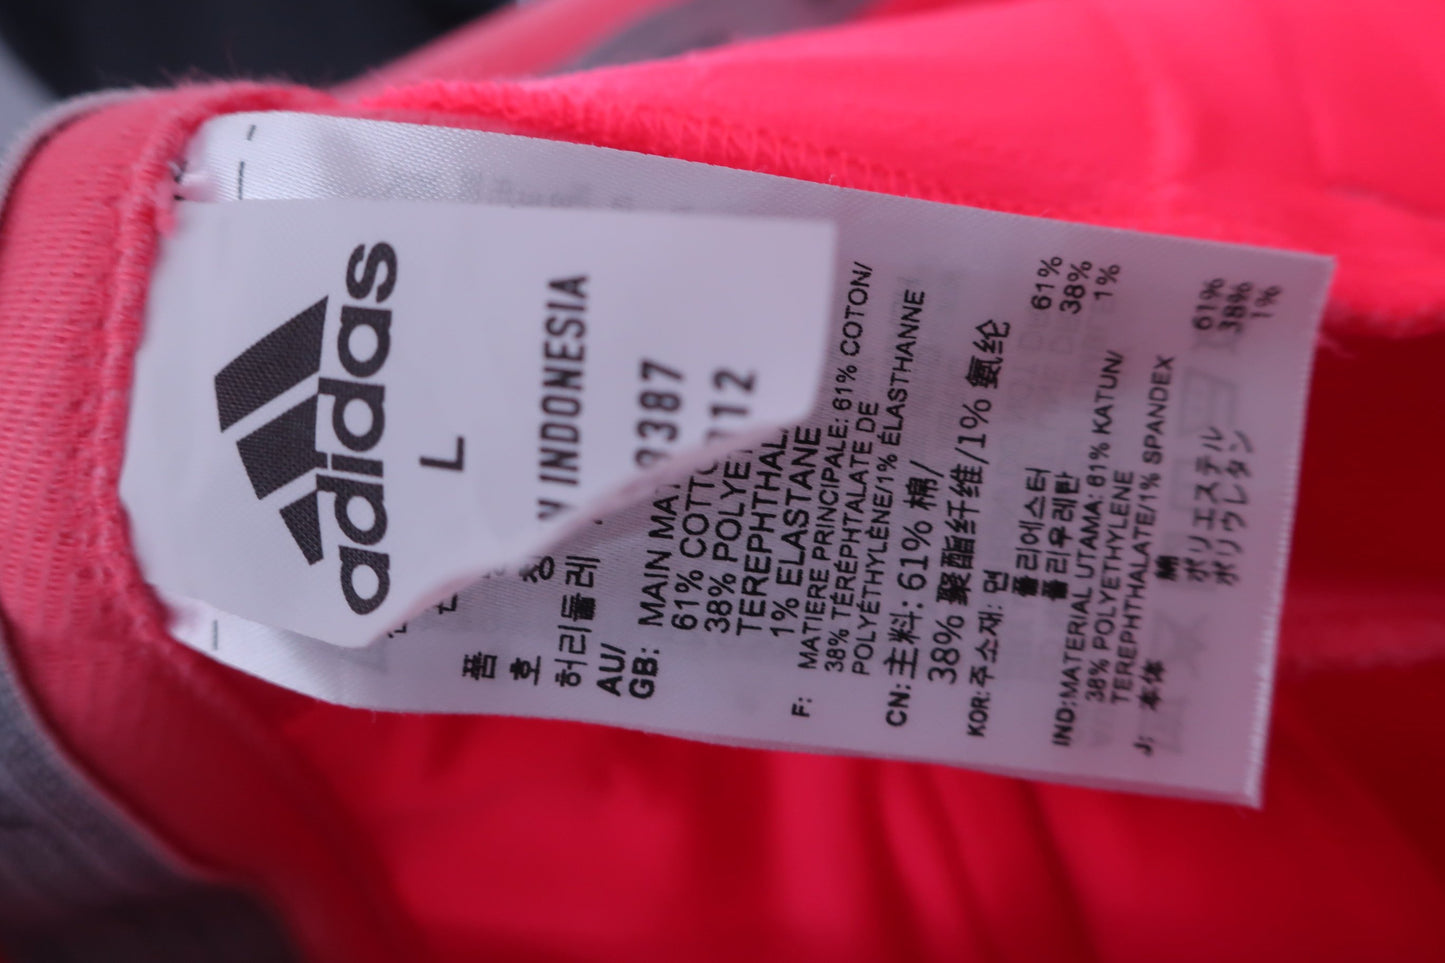 adidas
L
INDONESIA
387
12
품
호
허리둘레
AU/
GB: MAIN MA
61% COTTO
38% POLYE
TEREPHTHAL
1% ELASTANE
F: MATIERE PRINCIPALE: 61% COTON/
38% TÉRÉPHTALATE DE
POLYÉTHYLÈNE/1% ÉLASTHANNE
CN: 主料: 61% 棉/
38% 聚酯纤维/1% 氨纶
KOR: 주소재: 면 61%
폴리에스터 38%
폴리우레탄 1%
IND:MATERIAL UTAMA: 61% KATUN/
38% POLYETHYLENE
TEREPHTHALATE/1% SPANDEX
J: 本体 綿 61%
ポリエステル 38%
ポリウレタン 1%